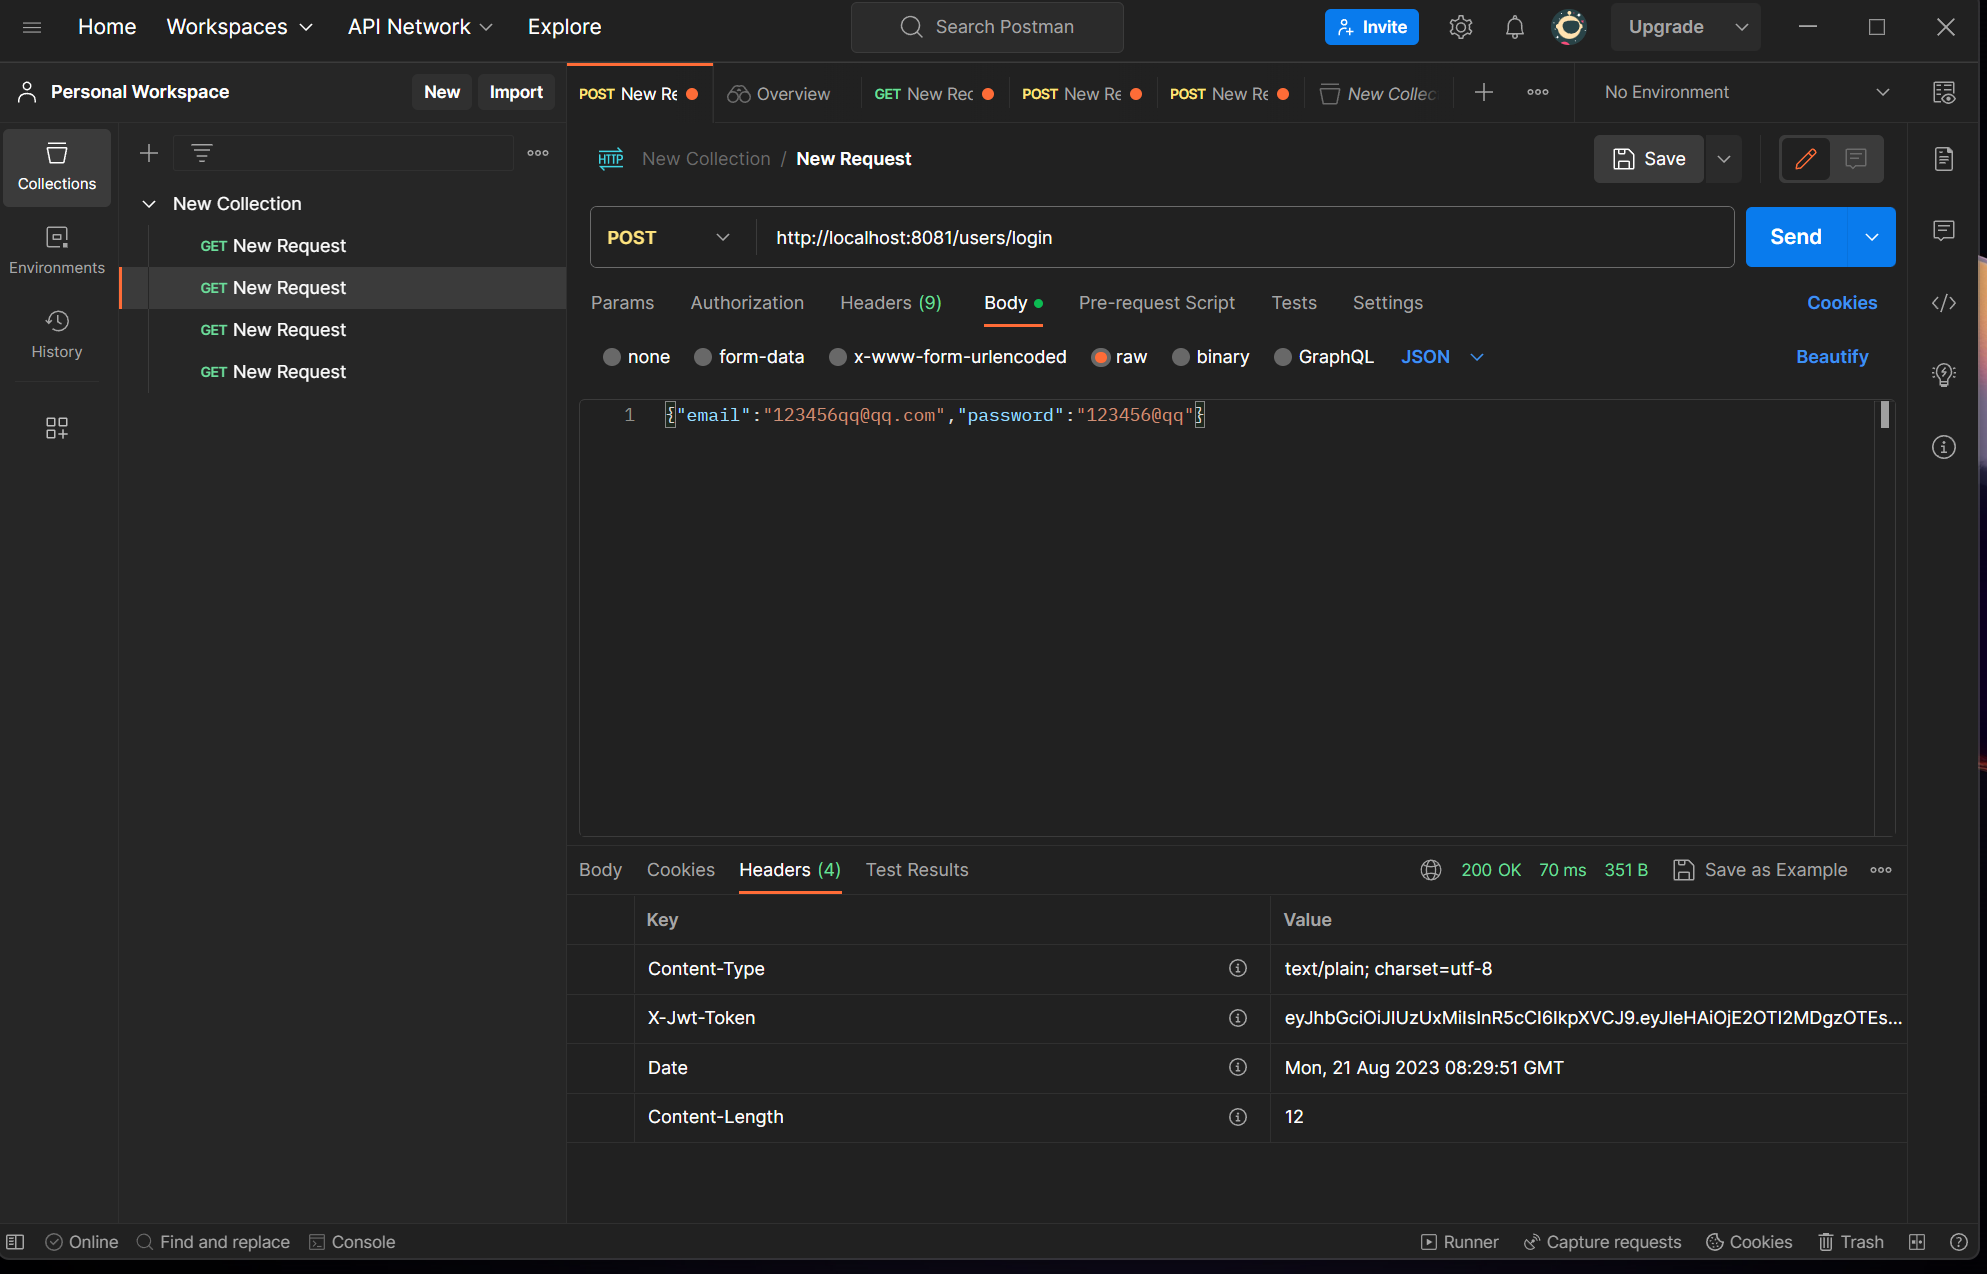 Home Workspaces API Network Explore Search Postman Invite Upgrade
Personal Workspace New Import POST New Re Overview GET New Rec POST New Re POST New Re New Collec No Environment
Collections
Environments
History
New Collection
GET New Request
GET New Request
GET New Request
GET New Request
HTTP New Collection / New Request Save
POST http://localhost:8081/users/login Send
Params Authorization Headers (9) Body Pre-request Script Tests Settings Cookies
none form-data x-www-form-urlencoded raw binary GraphQL JSON Beautify
1 {"email":"123456qq@qq.com","password":"123456@qq"}
Body Cookies Headers (4) Test Results 200 OK 70 ms 351 B Save as Example
Key Value
Content-Type text/plain; charset=utf-8
X-Jwt-Token eyJhbGciOiJIUzUxMiIsInR5cCI6IkpXVCJ9.eyJleHAiOjE2OTI2MDgzOTEs...
Date Mon, 21 Aug 2023 08:29:51 GMT
Content-Length 12
Online Find and replace Console Runner Capture requests Cookies Trash